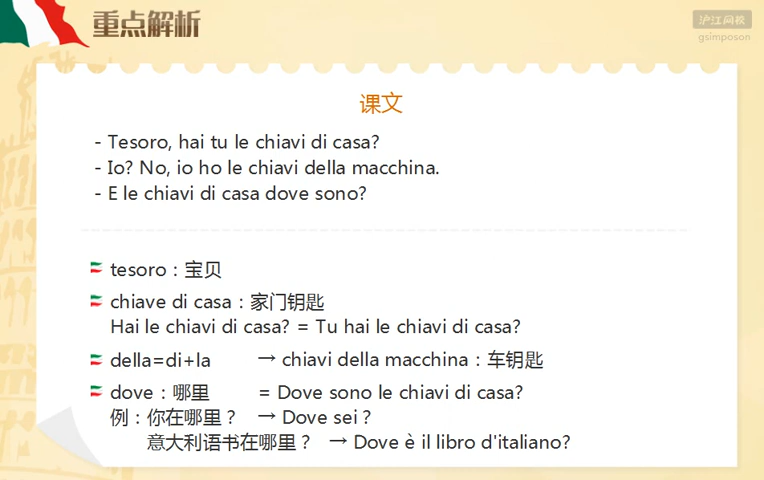 重点解析
沪江网校
gsimposon
课文
- Tesoro, hai tu le chiavi di casa?
- Io? No, io ho le chiavi della macchina.
- E le chiavi di casa dove sono?
tesoro：宝贝
chiave di casa：家门钥匙
Hai le chiavi di casa? = Tu hai le chiavi di casa?
della=di+la → chiavi della macchina：车钥匙
dove：哪里 = Dove sono le chiavi di casa?
例：你在哪里？ → Dove sei？
意大利语书在哪里？ → Dove è il libro d'italiano?